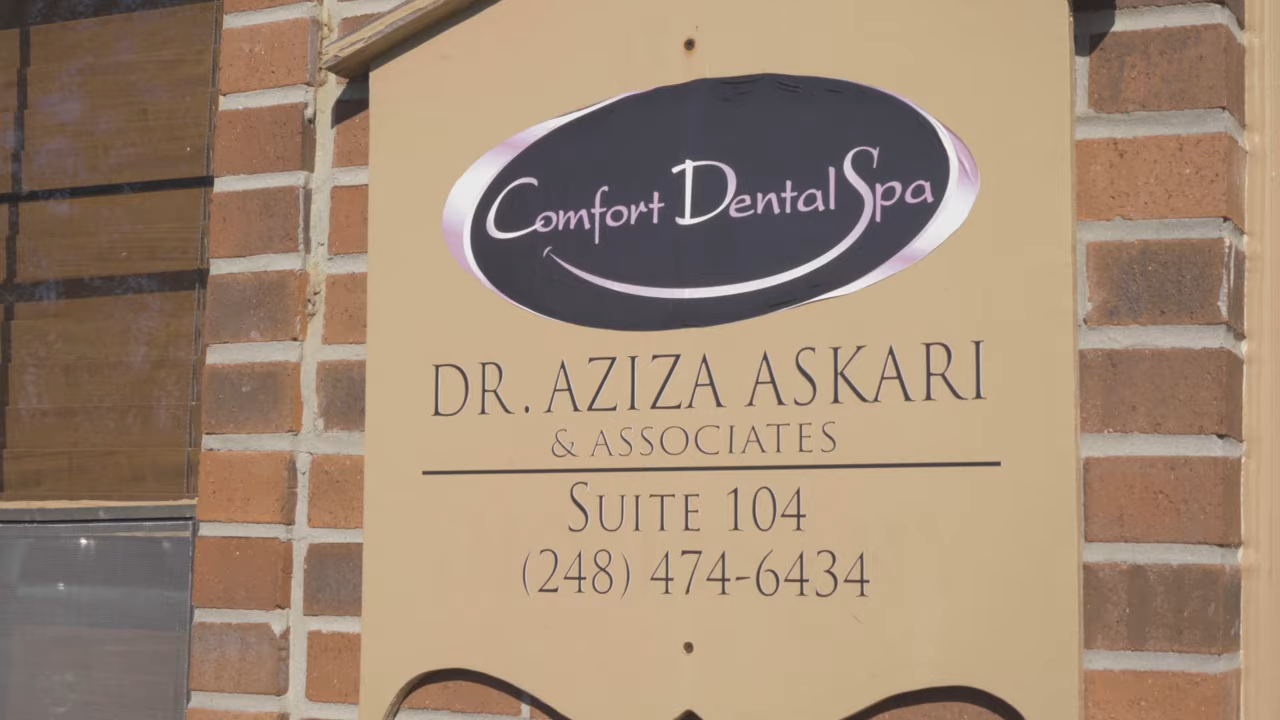 Comfort Dental Spa
DR. AZIZA ASKARI
& ASSOCIATES
SUITE 104
(248) 474-6434